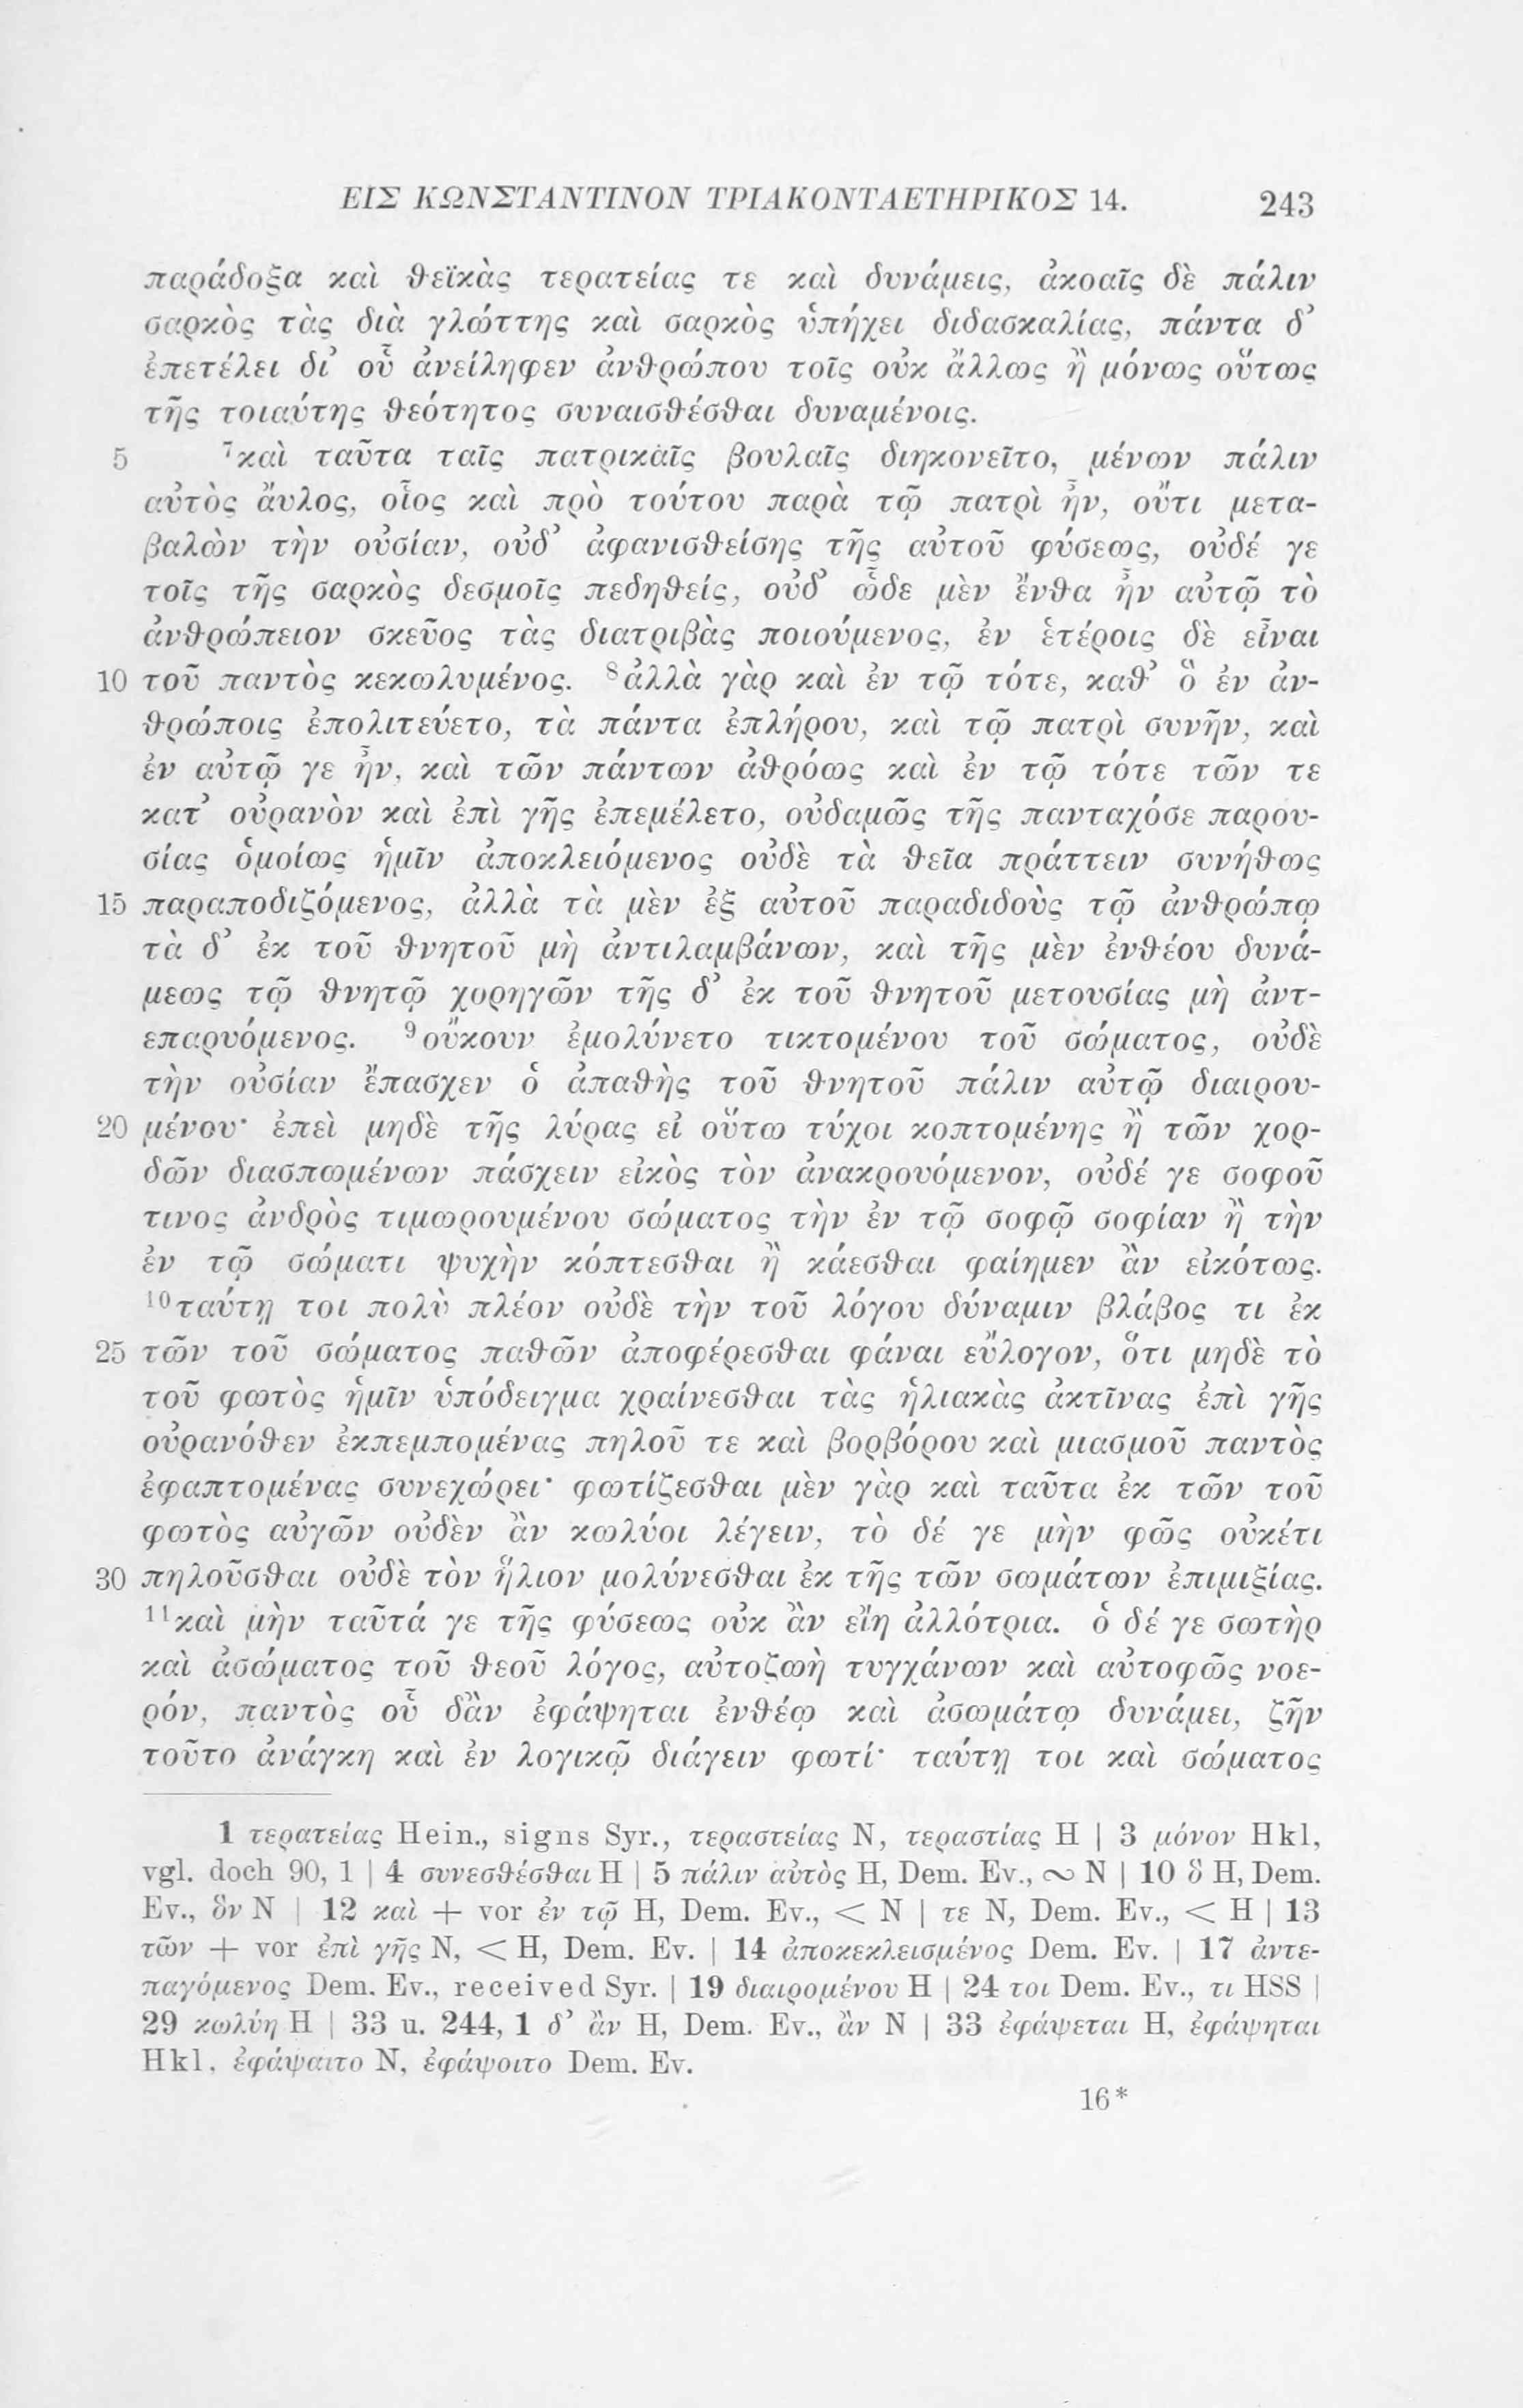 ΕΙΣ ΚΩΝΣΤΑΝΤΙΝΟΝ ΤΡΙΑΚΟΝΤΑΕΤΗΡΙΚΟΣ 14. 243
παράδοξα καὶ θεϊκὰς τερατείας τε καὶ δυνάμεις, ἀκοαῖς δὲ πάλιν
σαρκὸς τὰς διὰ γλώττης καὶ σαρκὸς ὑπήχει διδασκαλίας, πάντα δ’
ἐπετέλει δι’ οὗ ἀνείληφεν ἀνθρώπου τοῖς οὐκ ἄλλως ἢ μόνως οὕτως
τῆς τοιαύτης θεότητος συναισθέσθαι δυναμένοις.
5 ⁷καὶ ταῦτα ταῖς πατρικαῖς βουλαῖς διηκονεῖτο, μένων πάλιν
αὐτὸς ἄυλος, οἷος καὶ πρὸ τούτου παρὰ τῷ πατρὶ ἦν, οὔτι μετα-
βαλὼν τὴν οὐσίαν, οὐδ’ ἀφανισθείσης τῆς αὐτοῦ φύσεως, οὐδέ γε
τοῖς τῆς σαρκὸς δεσμοῖς πεδηθείς, οὐδ’ ὧδε μὲν ἔνθα ἦν αὐτῷ τὸ
ἀνθρώπειον σκεῦος τὰς διατριβὰς ποιούμενος, ἐν ἑτέροις δὲ εἶναι
10 τοῦ παντὸς κεκωλυμένος. ⁸ἀλλὰ γὰρ καὶ ἐν τῷ τότε, καθ’ ὃ ἐν ἀν-
θρώποις ἐπολιτεύετο, τὰ πάντα ἐπλήρου, καὶ τῷ πατρὶ συνῆν, καὶ
ἐν αὐτῷ γε ἦν, καὶ τῶν πάντων ἀθρόως καὶ ἐν τῷ τότε τῶν τε
κατ’ οὐρανὸν καὶ ἐπὶ γῆς ἐπεμέλετο, οὐδαμῶς τῆς πανταχόσε παρου-
σίας ὁμοίως ἡμῖν ἀποκλειόμενος οὐδὲ τὰ θεῖα πράττειν συνήθως
15 παραποδιζόμενος, ἀλλὰ τὰ μὲν ἐξ αὐτοῦ παραδιδοὺς τῷ ἀνθρώπῳ
τὰ δ’ ἐκ τοῦ θνητοῦ μὴ ἀντιλαμβάνων, καὶ τῆς μὲν ἐνθέου δυνά-
μεως τῷ θνητῷ χορηγῶν τῆς δ’ ἐκ τοῦ θνητοῦ μετουσίας μὴ ἀντ-
επαρυόμενος. ⁹οὔκουν ἐμολύνετο τικτομένου τοῦ σώματος, οὐδὲ
τὴν οὐσίαν ἔπασχεν ὁ ἀπαθὴς τοῦ θνητοῦ πάλιν αὐτῷ διαιρου-
20 μένου· ἐπεὶ μηδὲ τῆς λύρας εἰ οὕτω τύχοι κοπτομένης ἢ τῶν χορ-
δῶν διασπωμένων πάσχειν εἰκὸς τὸν ἀνακρουόμενον, οὐδέ γε σοφοῦ
τινος ἀνδρὸς τιμωρουμένου σώματος τὴν ἐν τῷ σοφῷ σοφίαν ἢ τὴν
ἐν τῷ σώματι ψυχὴν κόπτεσθαι ἢ κάεσθαι φαίημεν ἂν εἰκότως.
¹⁰ταύτῃ τοι πολὺ πλέον οὐδὲ τὴν τοῦ λόγου δύναμιν βλάβος τι ἐκ
25 τῶν τοῦ σώματος παθῶν ἀποφέρεσθαι φάναι εὔλογον, ὅτι μηδὲ τὸ
τοῦ φωτὸς ἡμῖν ὑπόδειγμα χραίνεσθαι τὰς ἡλιακὰς ἀκτῖνας ἐπὶ γῆς
οὐρανόθεν ἐκπεμπομένας πηλοῦ τε καὶ βορβόρου καὶ μιασμοῦ παντὸς
ἐφαπτομένας συνεχώρει· φωτίζεσθαι μὲν γὰρ καὶ ταῦτα ἐκ τῶν τοῦ
φωτὸς αὐγῶν οὐδὲν ἂν κωλύοι λέγειν, τὸ δέ γε μὴν φῶς οὐκέτι
30 πηλοῦσθαι οὐδὲ τὸν ἥλιον μολύνεσθαι ἐκ τῆς τῶν σωμάτων ἐπιμιξίας.
¹¹καὶ μὴν ταῦτά γε τῆς φύσεως οὐκ ἂν εἴη ἀλλότρια. ὁ δέ γε σωτὴρ
καὶ ἀσώματος τοῦ θεοῦ λόγος, αὐτοζωὴ τυγχάνων καὶ αὐτοφῶς νοε-
ρόν, παντὸς οὗ δἂν ἐφάψηται ἐνθέῳ καὶ ἀσωμάτῳ δυνάμει, ζῆν
τοῦτο ἀνάγκη καὶ ἐν λογικῷ διάγειν φωτί· ταύτῃ τοι καὶ σώματος
1 τερατείας Hein., signs Syr., τεραστείας N, τεραστίας H | 3 μόνον Hkl,
vgl. doch 90, 1 | 4 συνεσθέσθαι H | 5 πάλιν αὐτὸς H, Dem. Ev., ∾ N | 10 ὃ H, Dem.
Ev., ὃν N | 12 καὶ + vor ἐν τῷ H, Dem. Ev., < N | τε N, Dem. Ev., < H | 13
τῶν + vor ἐπὶ γῆς N, < H, Dem. Ev. | 14 ἀποκεκλεισμένος Dem. Ev. | 17 ἀντε-
παγόμενος Dem. Ev., received Syr. | 19 διαιρομένου H | 24 τοι Dem. Ev., τι HSS |
29 κωλύη H | 33 u. 244, 1 δ’ ἂν H, Dem. Ev., ἂν N | 33 ἐφάψεται H, ἐφάψηται
Hkl, ἐφάψαιτο N, ἐφάψοιτο Dem. Ev.
16*